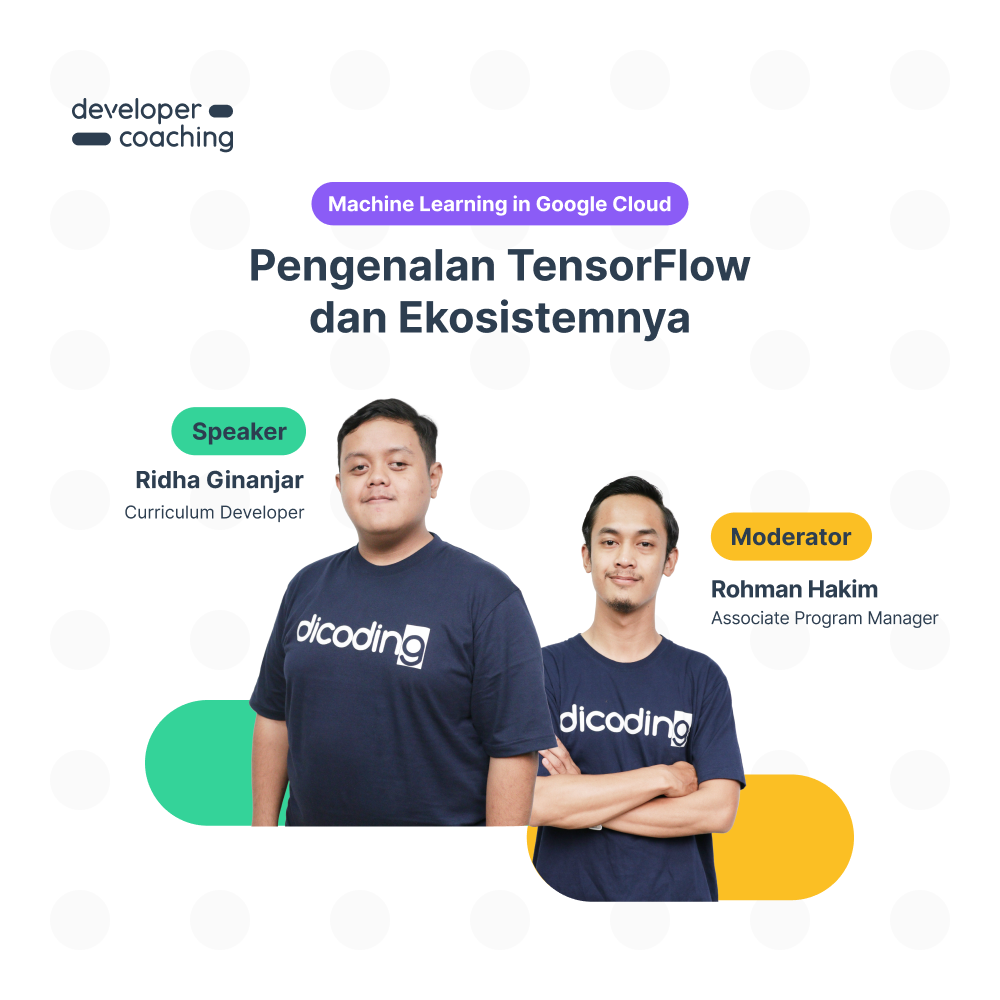 developer
coaching
Machine Learning in Google Cloud
Pengenalan TensorFlow
dan Ekosistemnya
Speaker
Ridha Ginanjar
Curriculum Developer
Moderator
Rohman Hakim
Associate Program Manager
dicoding
dicoding